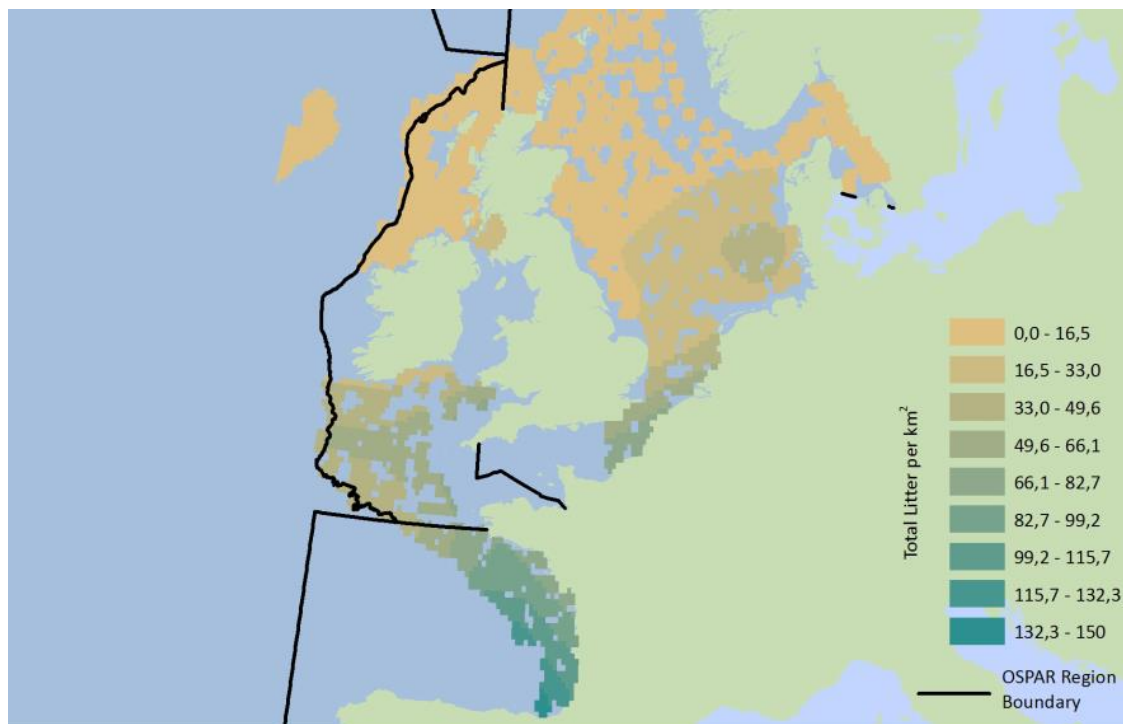 0,0 - 16,5
16,5 - 33,0
33,0 - 49,6
49,6 - 66,1
66,1 - 82,7
82,7 - 99,2
99,2 - 115,7
115,7 - 132,3
132,3 - 150
Total Litter per km²
OSPAR Region
Boundary